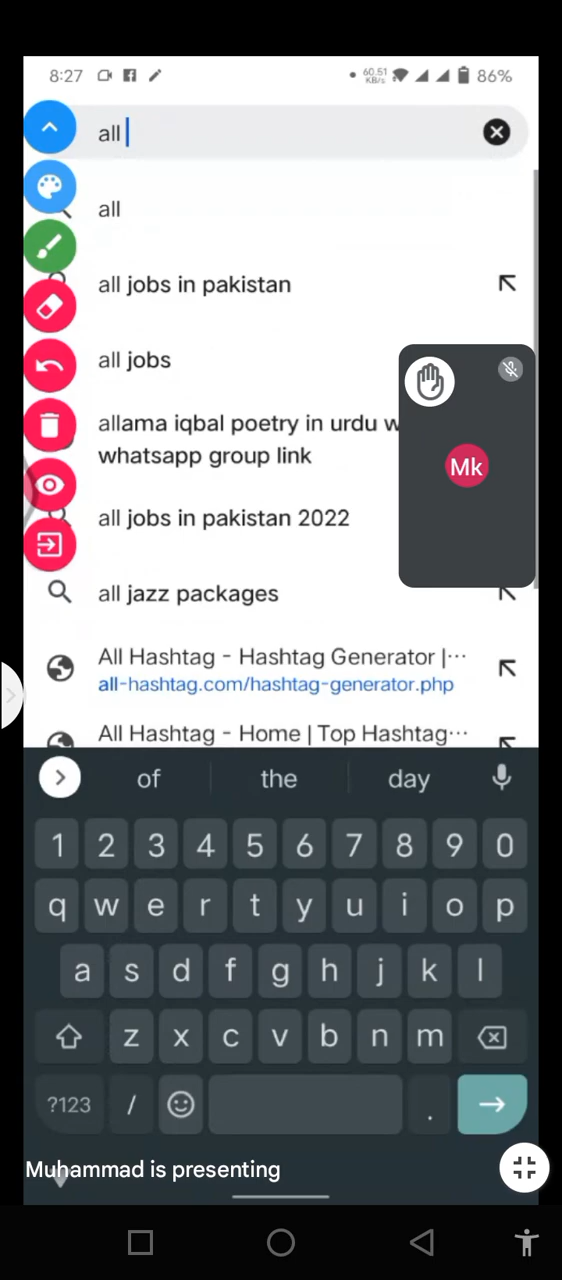 8:27 60.51 KB/s 86%
all
all
all jobs in pakistan
all jobs
allama iqbal poetry in urdu w
whatsapp group link
Mk
all jobs in pakistan 2022
all jazz packages
All Hashtag - Hashtag Generator |···
all-hashtag.com/hashtag-generator.php
All Hashtag - Home | Top Hashtag···
of the day
1 2 3 4 5 6 7 8 9 0
q w e r t y u i o p
a s d f g h j k l
z x c v b n m
?123 / .
Muhammad is presenting